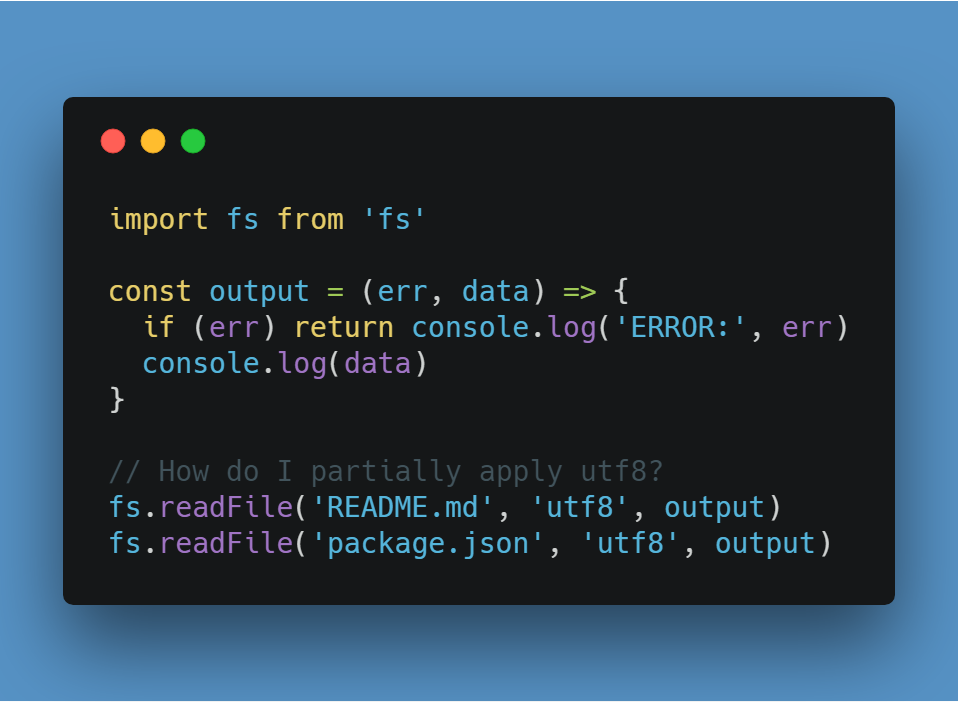 import fs from 'fs'
const output = (err, data) => {
if (err) return console.log('ERROR:', err)
console.log(data)
}
// How do I partially apply utf8?
fs.readFile('README.md', 'utf8', output)
fs.readFile('package.json', 'utf8', output)